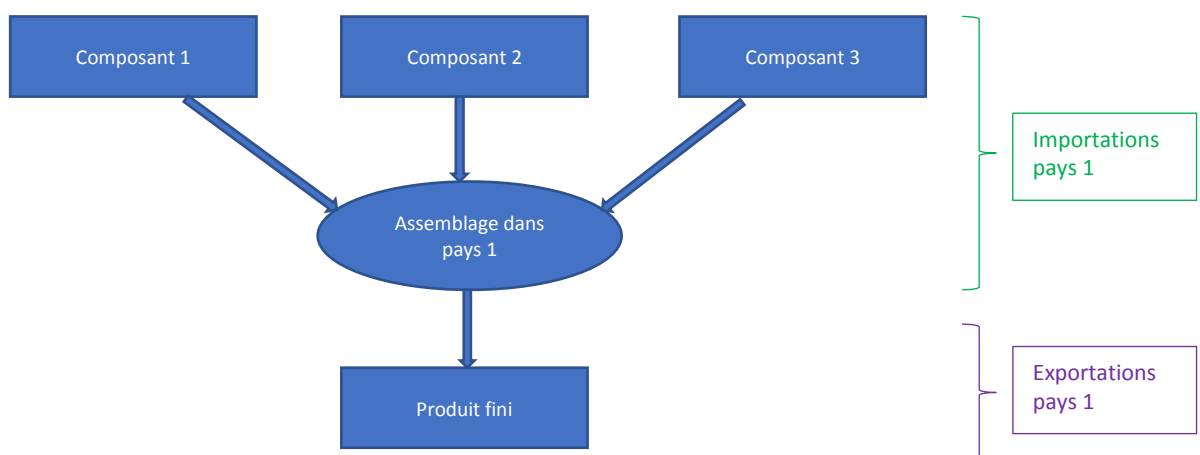 Composant 1
Composant 2
Composant 3
Importations
pays 1
Assemblage dans
pays 1
Produit fini
Exportations
pays 1